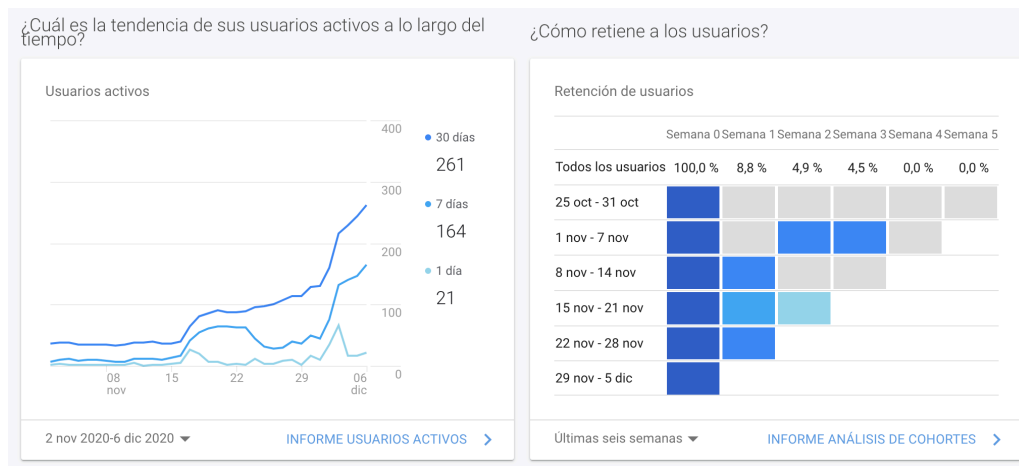 ¿Cuál es la tendencia de sus usuarios activos a lo largo del
tiempo?
Usuarios activos
400
300
200
100
0
08
nov
15
22
29
06
dic
30 días
261
7 días
164
1 día
21
2 nov 2020-6 dic 2020
INFORME USUARIOS ACTIVOS
¿Cómo retiene a los usuarios?
Retención de usuarios
Semana 0 Semana 1 Semana 2 Semana 3 Semana 4 Semana 5
Todos los usuarios 100,0 % 8,8 % 4,9 % 4,5 % 0,0 % 0,0 %
25 oct - 31 oct
1 nov - 7 nov
8 nov - 14 nov
15 nov - 21 nov
22 nov - 28 nov
29 nov - 5 dic
Últimas seis semanas
INFORME ANÁLISIS DE COHORTES